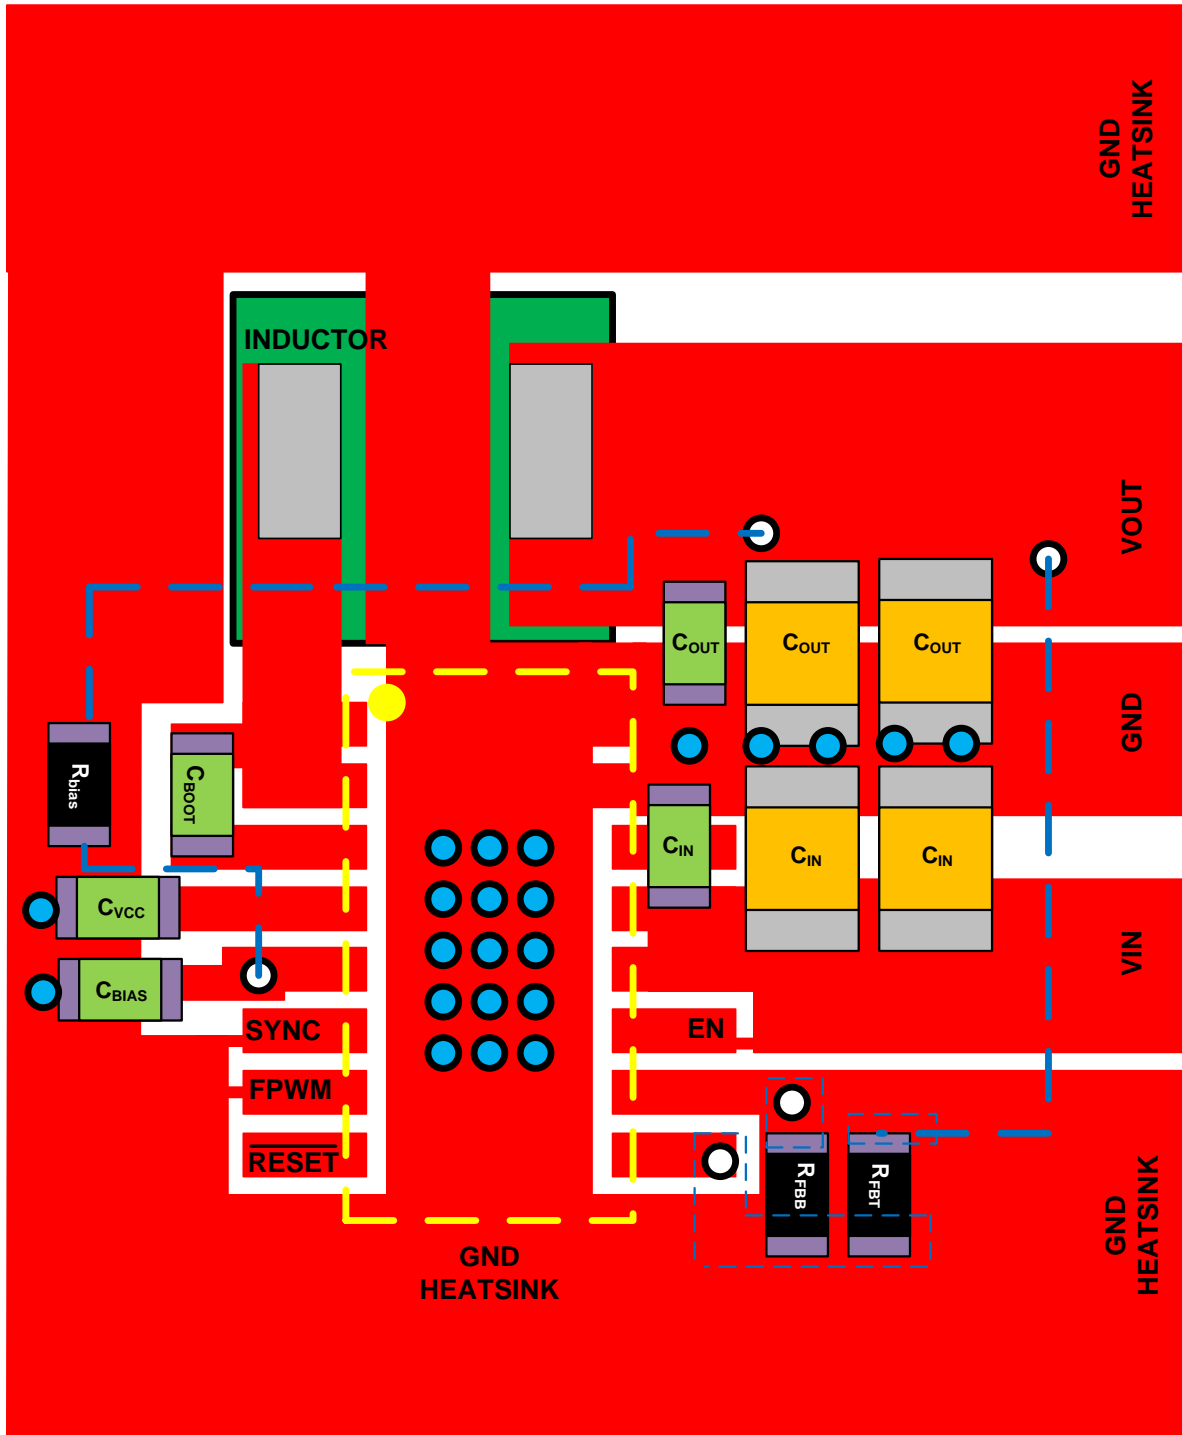 GND
HEATSINK
INDUCTOR
VOUT
COUT
COUT
COUT
GND
Rbias
CBOOT
CIN
CIN
CIN
CVCC
VIN
CBIAS
SYNC
EN
FPWM
RESET
RFBB
RFBT
GND
HEATSINK
GND
HEATSINK